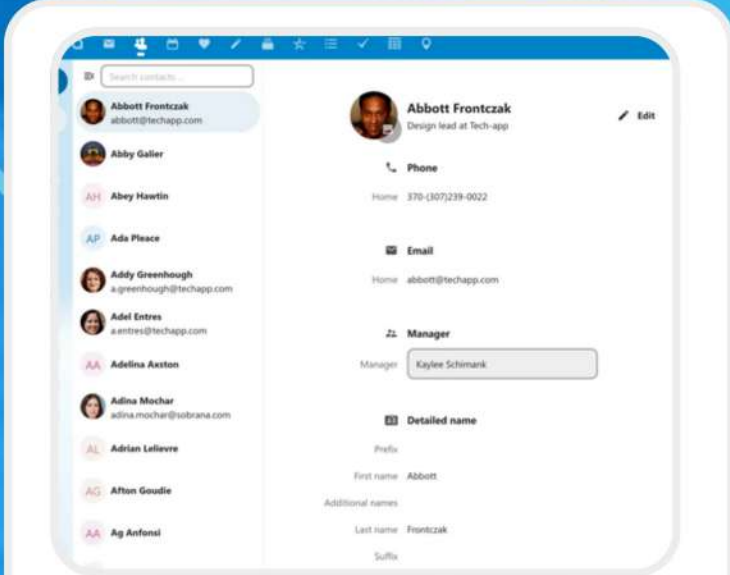 Search contacts ...
Abbott Frontczak
abbott@techapp.com
Abby Galier
AH Abey Hawtin
AP Ada Pleace
Addy Greenhough
a.greenhough@techapp.com
Adel Entres
a.entres@techapp.com
AA Adelina Axston
Adina Mochar
adina.mochar@sobrana.com
AL Adrian Lelievre
AG Afton Goudie
AA Ag Anfonsi
Abbott Frontczak
Design lead at Tech-app
Edit
Phone
Home 370-(307)239-0022
Email
Home abbott@techapp.com
Manager
Manager Kaylee Schimank
Detailed name
Prefix
First name Abbott
Additional names
Last name Frontczak
Suffix